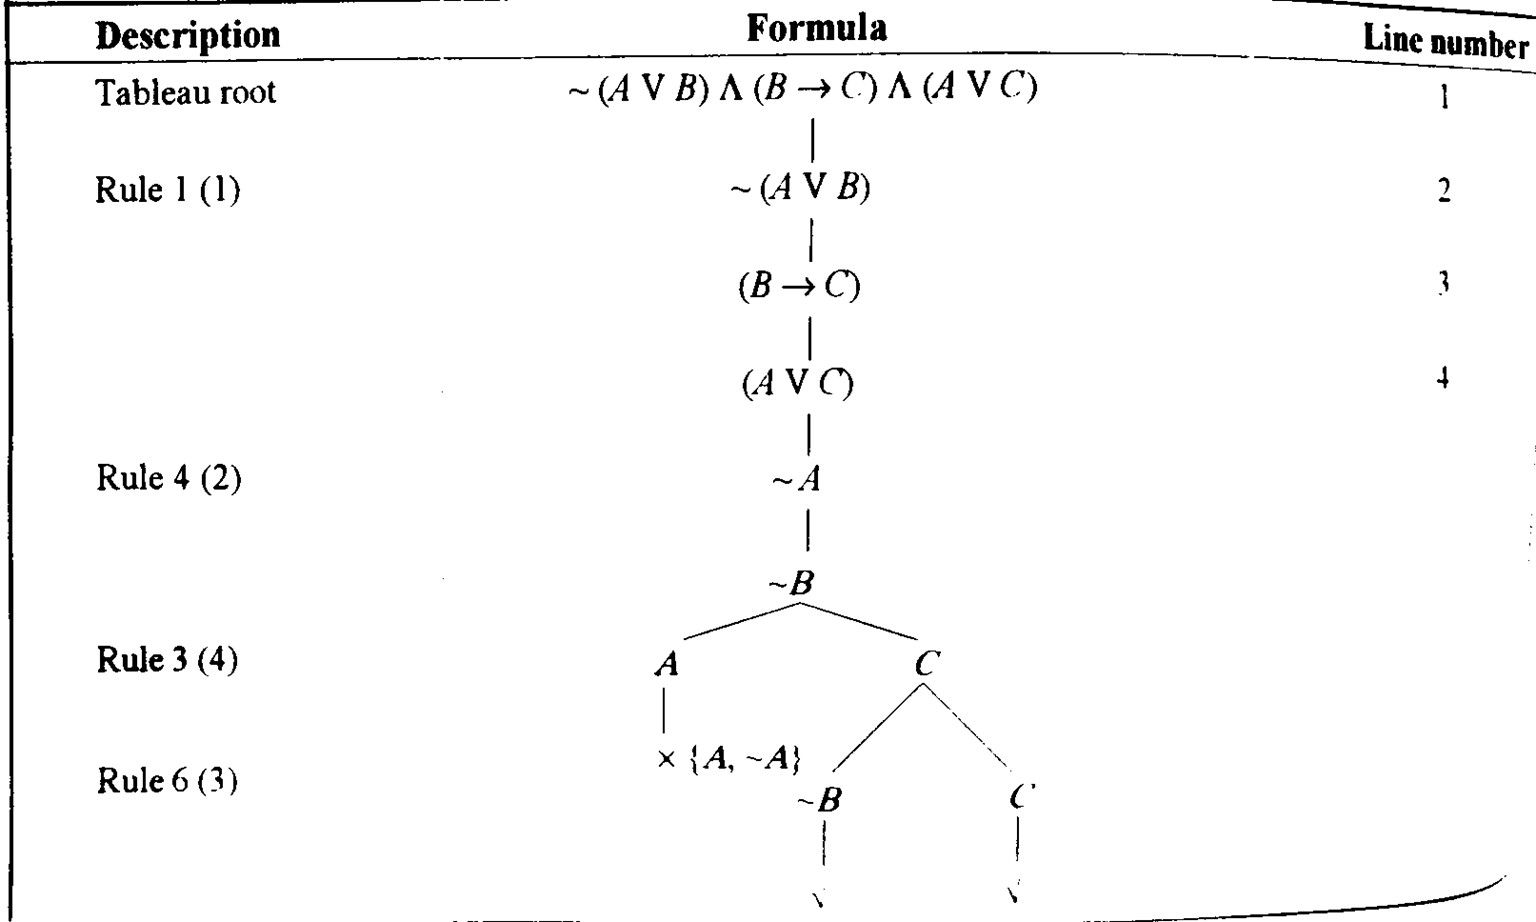 Description Formula Line number
Tableau root ~ (A V B) Λ (B → C) Λ (A V C) 1
Rule 1 (1) ~ (A V B) 2
(B → C) 3
(A V C) 4
Rule 4 (2) ~ A
~B
Rule 3 (4) A C
× {A, ~A}
Rule 6 (3) ~B C
√ √